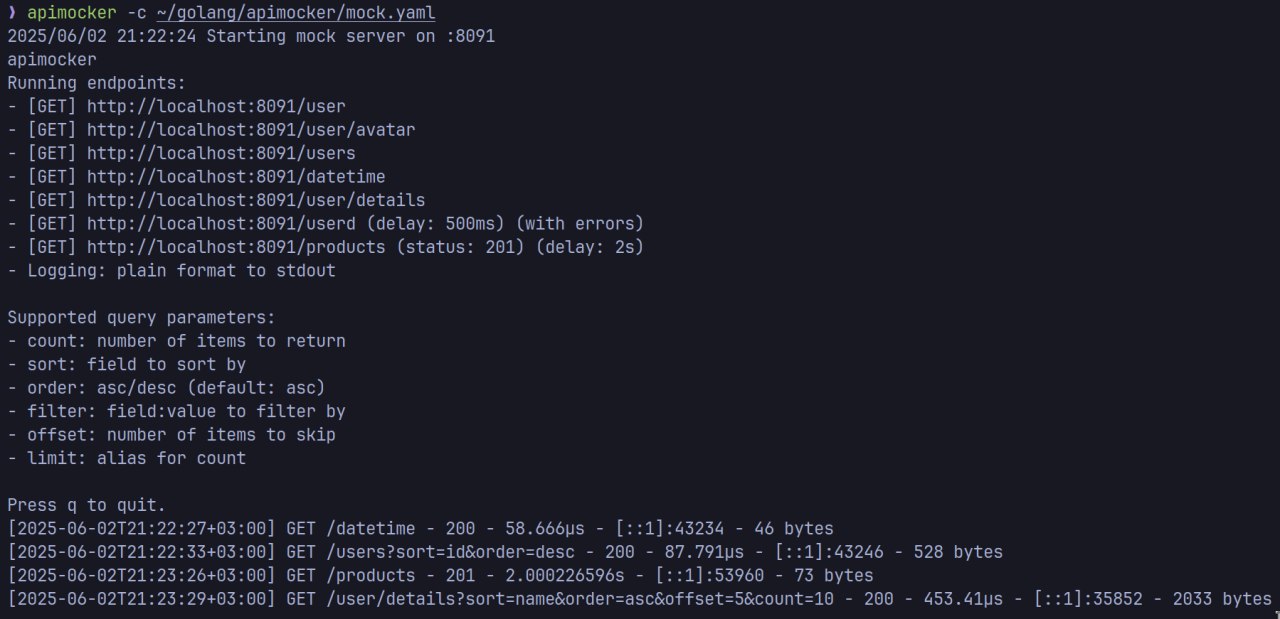 ❯ apimocker -c ~/golang/apimocker/mock.yaml
2025/06/02 21:22:24 Starting mock server on :8091
apimocker
Running endpoints:
- [GET] http://localhost:8091/user
- [GET] http://localhost:8091/user/avatar
- [GET] http://localhost:8091/users
- [GET] http://localhost:8091/datetime
- [GET] http://localhost:8091/user/details
- [GET] http://localhost:8091/userd (delay: 500ms) (with errors)
- [GET] http://localhost:8091/products (status: 201) (delay: 2s)
- Logging: plain format to stdout

Supported query parameters:
- count: number of items to return
- sort: field to sort by
- order: asc/desc (default: asc)
- filter: field:value to filter by
- offset: number of items to skip
- limit: alias for count

Press q to quit.
[2025-06-02T21:22:27+03:00] GET /datetime - 200 - 58.666µs - [::1]:43234 - 46 bytes
[2025-06-02T21:22:33+03:00] GET /users?sort=id&order=desc - 200 - 87.791µs - [::1]:43246 - 528 bytes
[2025-06-02T21:23:26+03:00] GET /products - 201 - 2.000226596s - [::1]:53960 - 73 bytes
[2025-06-02T21:23:29+03:00] GET /user/details?sort=name&order=asc&offset=5&count=10 - 200 - 453.41µs - [::1]:35852 - 2033 bytes